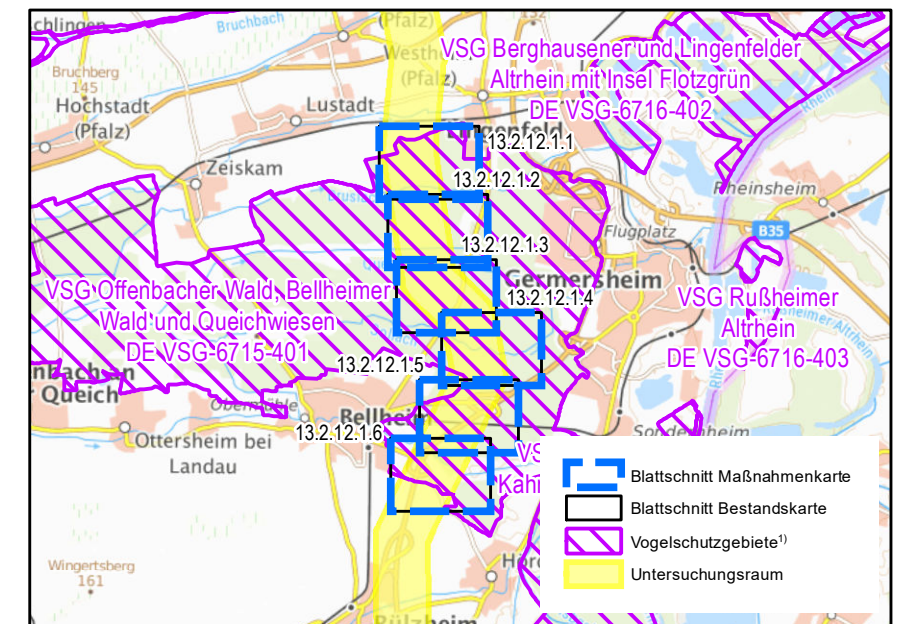 Bruchbach
(Pfalz)
VSG Berghausener und Lingenfelder
Altrhein mit Insel Flotzgrün
DE VSG-6716-402
(Pfalz)
Bruchberg
145
Hochstadt
(Pfalz)
Lustadt
13.2.12.1.1
Zeiskam
13.2.12.1.2
Rheinsheim
Flugplatz
B35
13.2.12.1.3
Germersheim
13.2.12.1.4
VSG Offenbacher Wald, Bellheimer
Wald und Queichwiesen
DE VSG-6715-401
VSG Rußheimer
Altrhein
DE VSG-6716-403
13.2.12.1.5
Queich
Obermühle
Bellheim
13.2.12.1.6
Ottersheim bei
Landau
Sondernheim
Blattschnitt Maßnahmenkarte
Blattschnitt Bestandskarte
Vogelschutzgebiete1)
Untersuchungsraum
Wingertsberg
161
Rülzheim